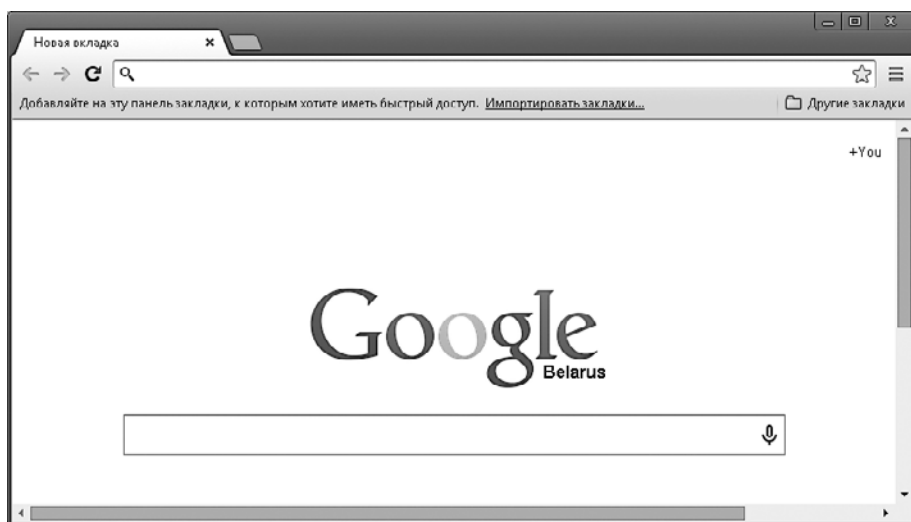 Новая вкладка
Добавляйте на эту панель закладки, к которым хотите иметь быстрый доступ. Импортировать закладки... Другие закладки
+You
Google
Belarus